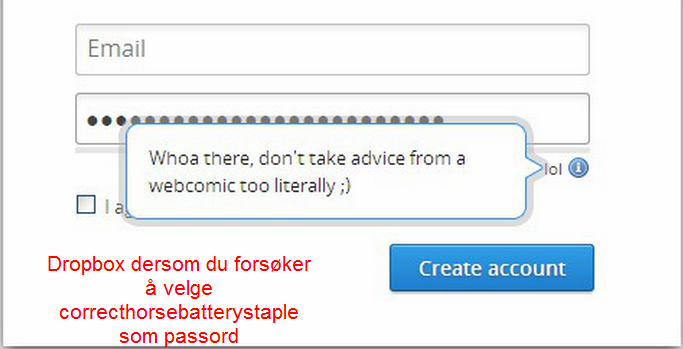 Email
Whoa there, don't take advice from a
webcomic too literally ;)
lol
I ag
Dropbox dersom du forsøker
å velge
correcthorsebatterystaple
som passord
Create account